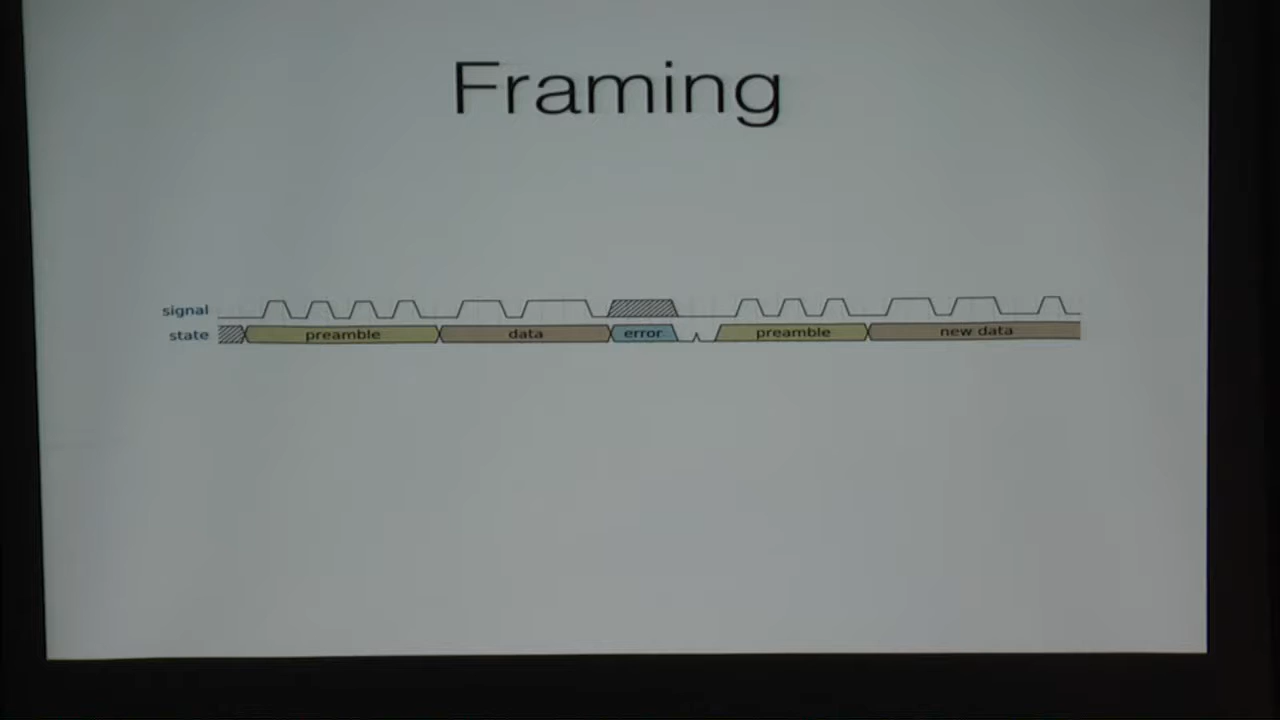 Framing
signal
state preamble data error preamble new data